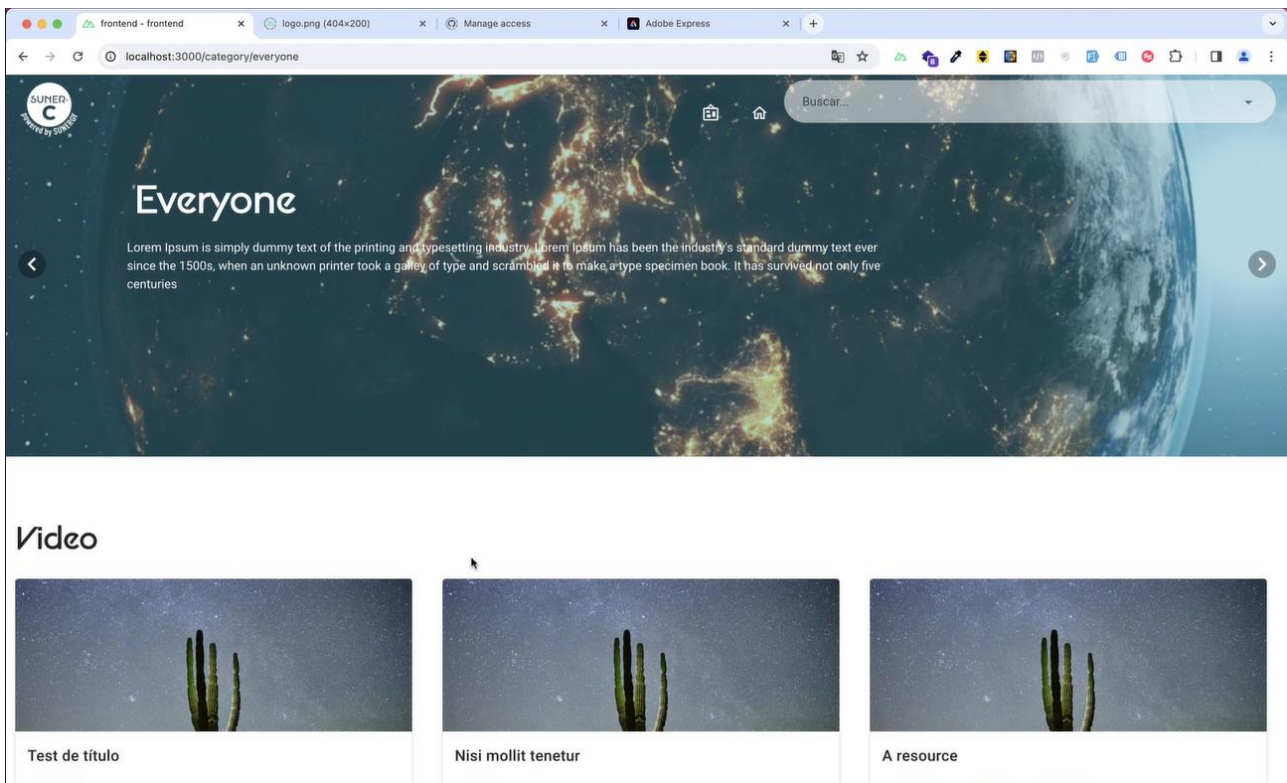 frontend - frontend
logo.png (404×200)
Manage access
Adobe Express
localhost:3000/category/everyone
SUNER-
C
powered by SUNERGY
Buscar...
Everyone
Lorem Ipsum is simply dummy text of the printing and typesetting industry. Lorem Ipsum has been the industry's standard dummy text ever
since the 1500s, when an unknown printer took a galley of type and scrambled it to make a type specimen book. It has survived not only five
centuries
Video
Test de título
Nisi mollit tenetur
A resource